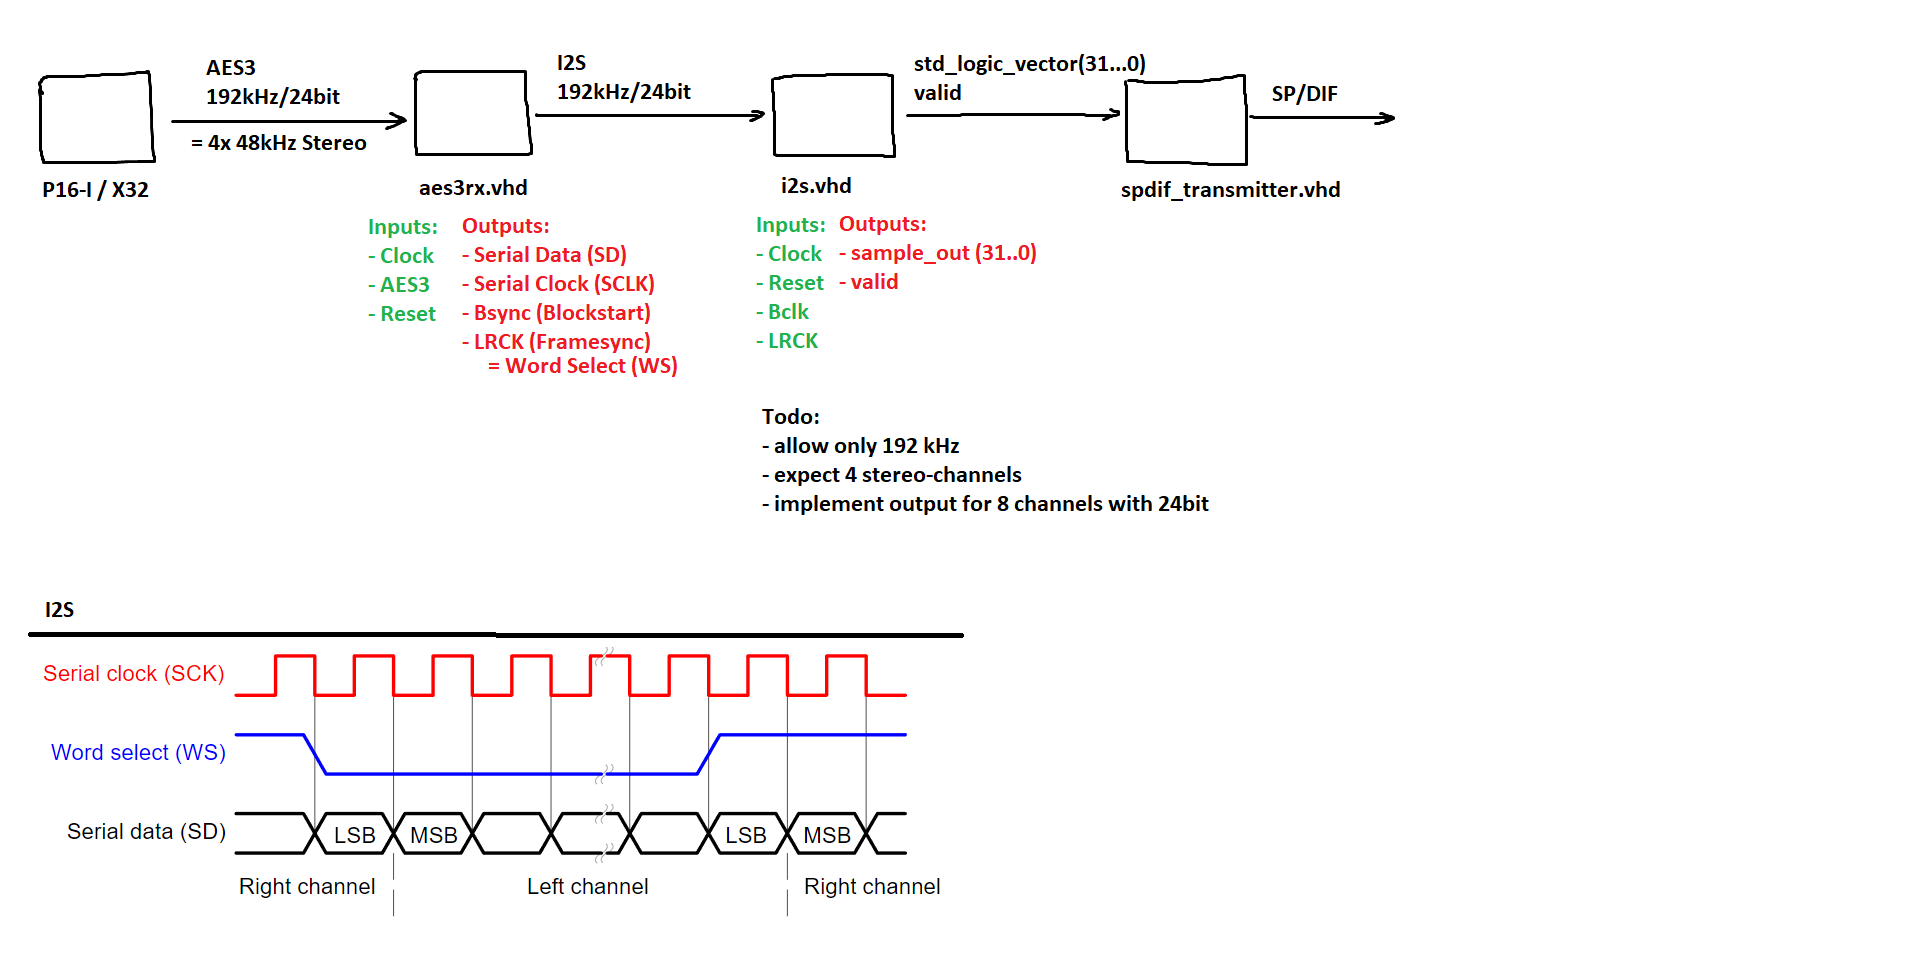 AES3
192kHz/24bit
= 4x 48kHz Stereo
I2S
192kHz/24bit
std_logic_vector(31...0)
valid
SP/DIF
P16-I / X32
aes3rx.vhd
i2s.vhd
spdif_transmitter.vhd
Inputs:
- Clock
- AES3
- Reset
Outputs:
- Serial Data (SD)
- Serial Clock (SCLK)
- Bsync (Blockstart)
- LRCK (Framesync)
= Word Select (WS)
Inputs:
- Clock
- Reset
- Bclk
- LRCK
Outputs:
- sample_out (31..0)
- valid
Todo:
- allow only 192 kHz
- expect 4 stereo-channels
- implement output for 8 channels with 24bit
I2S
Serial clock (SCK)
Word select (WS)
Serial data (SD)
LSB MSB LSB MSB
Right channel Left channel Right channel